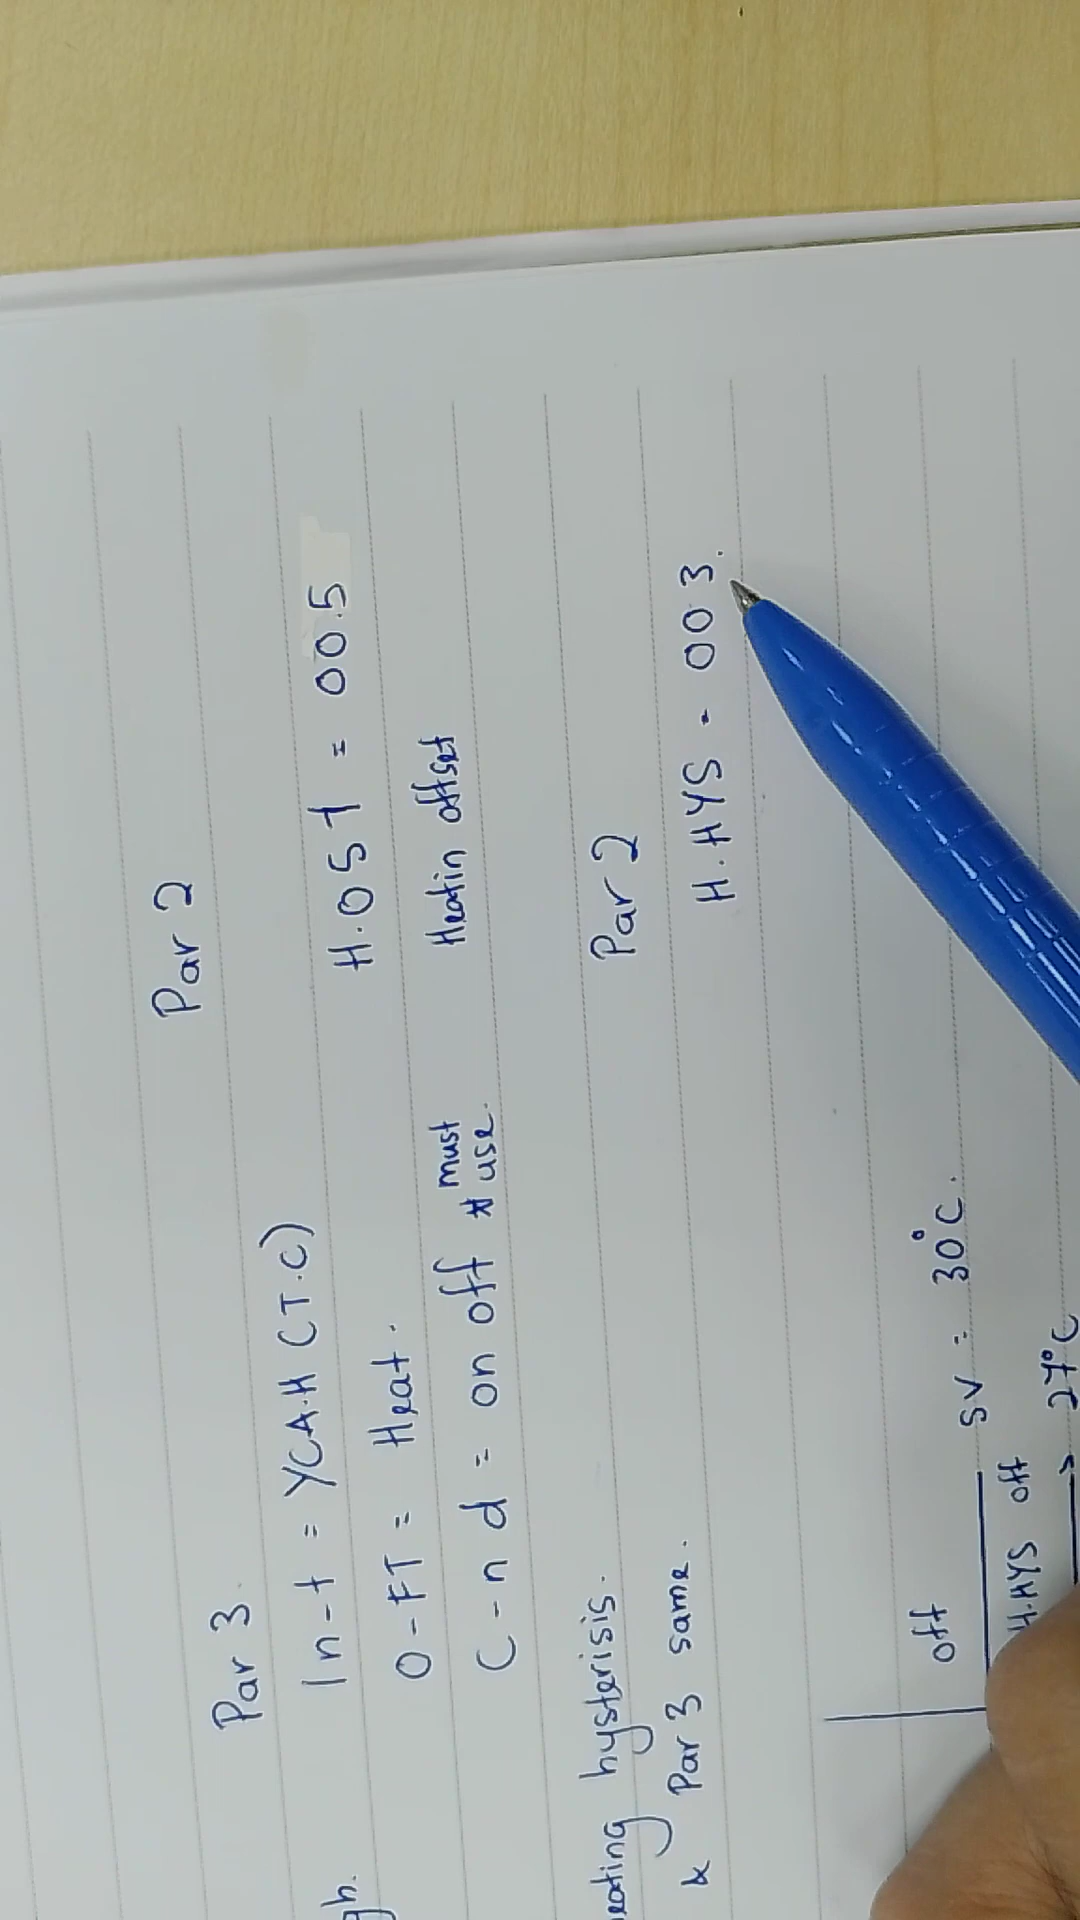 Par 3. Par 2
In-t = YCA.H (T.C) H.OST = 00.5
O-FT = Heat. Heatin offset
C-nd = on off # must use.
hysterisis. Par 2
Par 3 same. H.HYS - 003.
off SV = 30°C.
H.HYS off 27°C